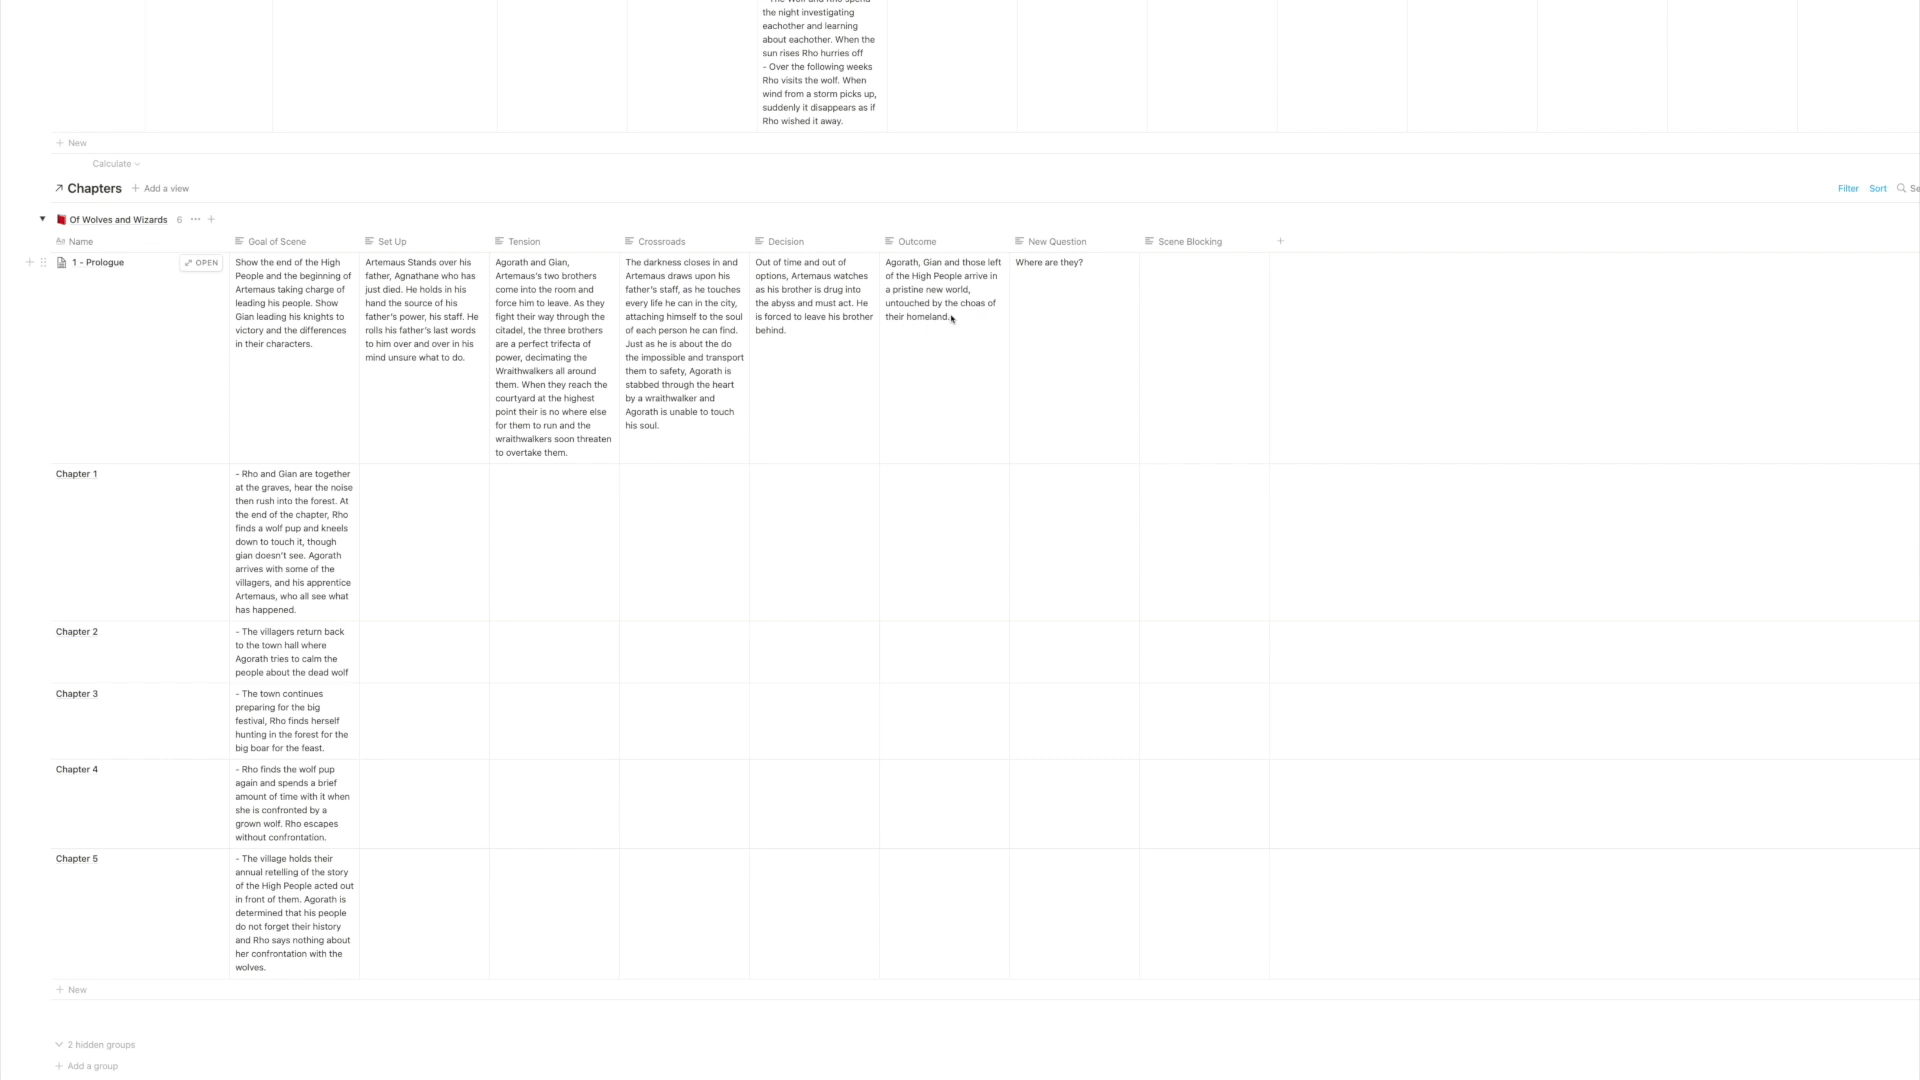 - The Wolf and Rho spend
the night investigating
eachother and learning
about eachother. When the
sun rises Rho hurries off
- Over the following weeks
Rho visits the wolf. When
wind from a storm picks up,
suddenly it disappears as if
Rho wished it away.
+ New
Calculate
Chapters + Add a view
Filter Sort Se
Of Wolves and Wizards 6 ••• +
Aa Name Goal of Scene Set Up Tension Crossroads Decision Outcome New Question Scene Blocking +
1 - Prologue
OPEN
Show the end of the High
People and the beginning of
Artemaus taking charge of
leading his people. Show
Gian leading his knights to
victory and the differences
in their characters.
Artemaus Stands over his
father, Agnathane who has
just died. He holds in his
hand the source of his
father's power, his staff. He
rolls his father's last words
to him over and over in his
mind unsure what to do.
Agorath and Gian,
Artemaus's two brothers
come into the room and
force him to leave. As they
fight their way through the
citadel, the three brothers
are a perfect trifecta of
power, decimating the
Wraithwalkers all around
them. When they reach the
courtyard at the highest
point their is no where else
for them to run and the
wraithwalkers soon threaten
to overtake them.
The darkness closes in and
Artemaus draws upon his
father's staff, as he touches
every life he can in the city,
attaching himself to the soul
of each person he can find.
Just as he is about the do
the impossible and transport
them to safety, Agorath is
stabbed through the heart
by a wraithwalker and
Agorath is unable to touch
his soul.
Out of time and out of
options, Artemaus watches
as his brother is drug into
the abyss and must act. He
is forced to leave his brother
behind.
Agorath, Gian and those left
of the High People arrive in
a pristine new world,
untouched by the choas of
their homeland.
Where are they?
Chapter 1
- Rho and Gian are together
at the graves, hear the noise
then rush into the forest. At
the end of the chapter, Rho
finds a wolf pup and kneels
down to touch it, though
gian doesn't see. Agorath
arrives with some of the
villagers, and his apprentice
Artemaus, who all see what
has happened.
Chapter 2
- The villagers return back
to the town hall where
Agorath tries to calm the
people about the dead wolf
Chapter 3
- The town continues
preparing for the big
festival, Rho finds herself
hunting in the forest for the
big boar for the feast.
Chapter 4
- Rho finds the wolf pup
again and spends a brief
amount of time with it when
she is confronted by a
grown wolf. Rho escapes
without confrontation.
Chapter 5
- The village holds their
annual retelling of the story
of the High People acted out
in front of them. Agorath is
determined that his people
do not forget their history
and Rho says nothing about
her confrontation with the
wolves.
+ New
2 hidden groups
+ Add a group